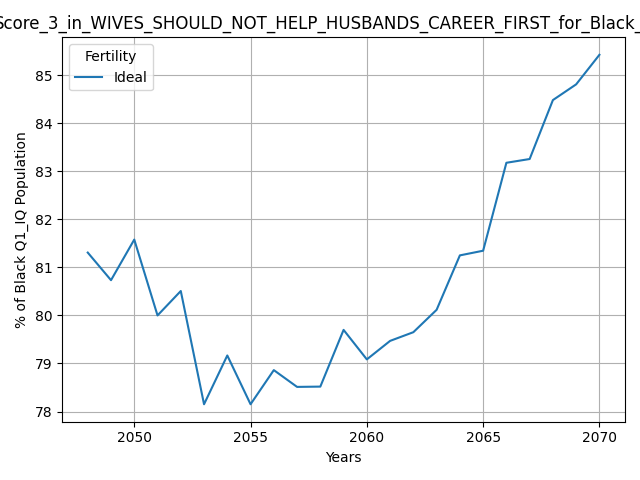 Score_3_in_WIVES_SHOULD_NOT_HELP_HUSBANDS_CAREER_FIRST_for_Black_
Fertility
Ideal
% of Black Q1_IQ Population
85
84
83
82
81
80
79
78
2050
2055
2060
2065
2070
Years